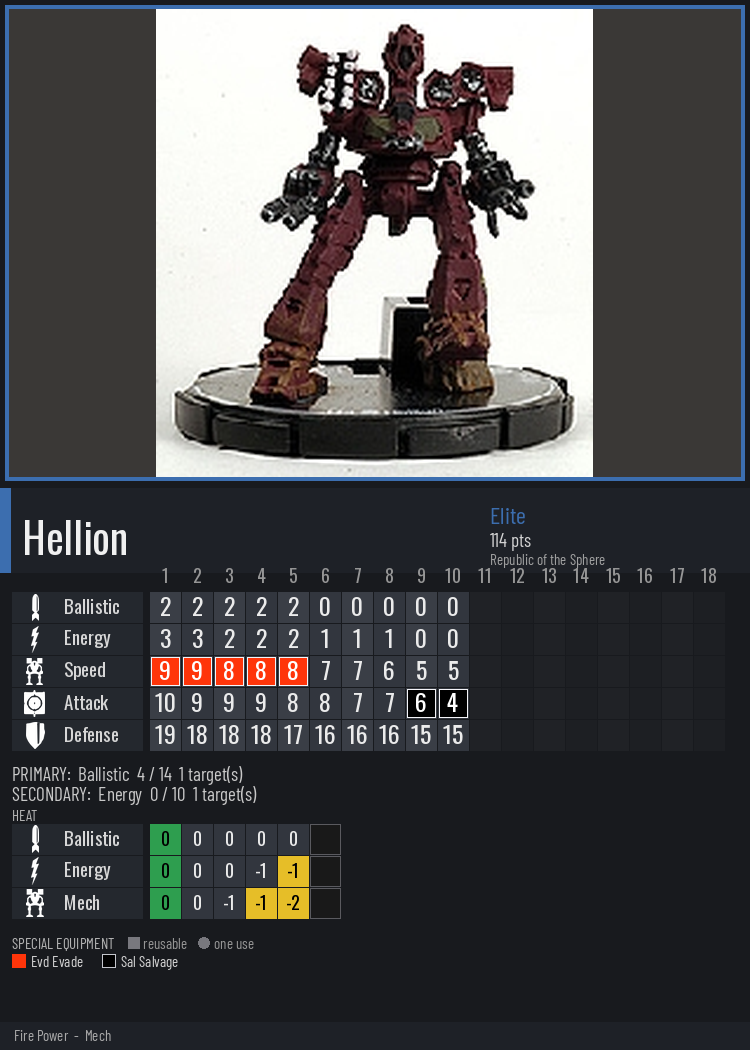 Hellion
Elite
114 pts
Republic of the Sphere
1 2 3 4 5 6 7 8 9 10 11 12 13 14 15 16 17 18
Ballistic 2 2 2 2 2 0 0 0 0 0
Energy 3 3 2 2 2 1 1 1 0 0
Speed 9 9 8 8 8 7 7 6 5 5
Attack 10 9 9 9 8 8 7 7 6 4
Defense 19 18 18 18 17 16 16 16 15 15
PRIMARY: Ballistic 4 / 14 1 target(s)
SECONDARY: Energy 0 / 10 1 target(s)
HEAT
Ballistic 0 0 0 0 0
Energy 0 0 0 -1 -1
Mech 0 0 -1 -1 -2
SPECIAL EQUIPMENT reusable one use
Evd Evade Sal Salvage
Fire Power - Mech